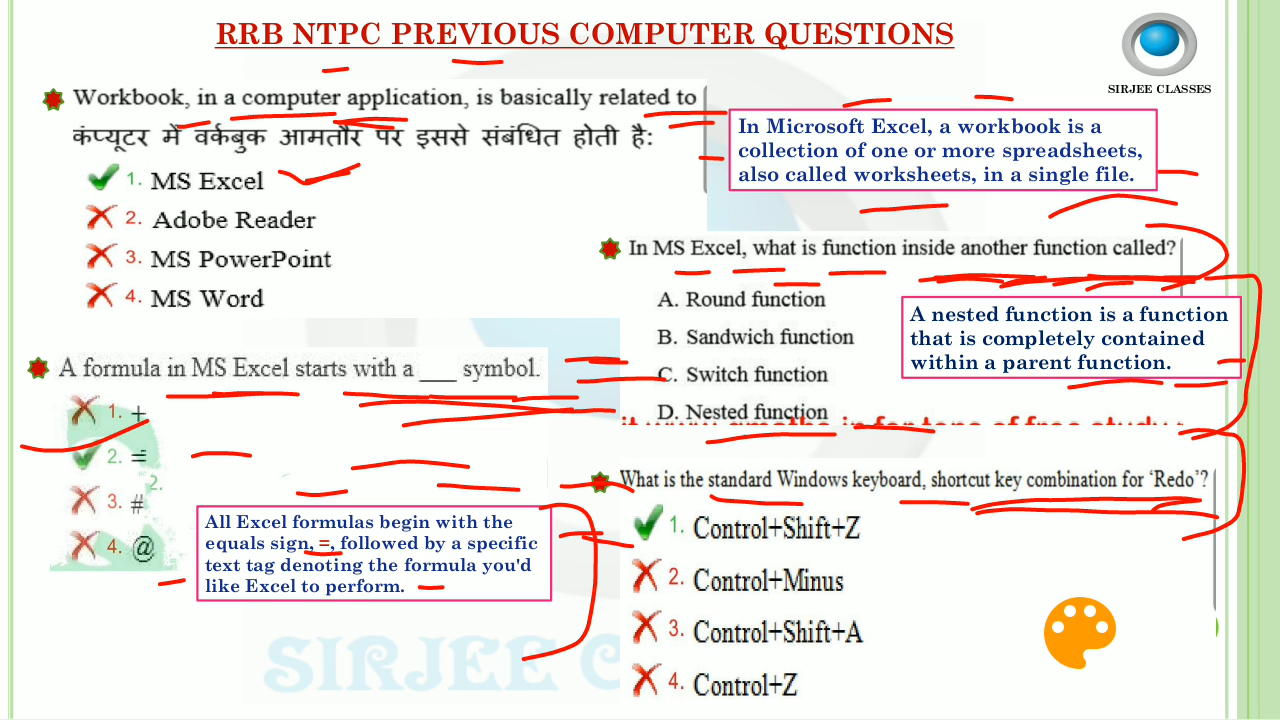 RRB NTPC PREVIOUS COMPUTER QUESTIONS
SIRJEE CLASSES
Workbook, in a computer application, is basically related to
कंप्यूटर में वर्कबुक आमतौर पर इससे संबंधित होती है:
1. MS Excel
2. Adobe Reader
3. MS PowerPoint
4. MS Word
In Microsoft Excel, a workbook is a
collection of one or more spreadsheets,
also called worksheets, in a single file.
In MS Excel, what is function inside another function called?
A. Round function
B. Sandwich function
C. Switch function
D. Nested function
A nested function is a function
that is completely contained
within a parent function.
A formula in MS Excel starts with a ___ symbol.
1. +
2. =
2.
3. #
4. @
All Excel formulas begin with the
equals sign, =, followed by a specific
text tag denoting the formula you'd
like Excel to perform.
What is the standard Windows keyboard, shortcut key combination for ‘Redo’?
1. Control+Shift+Z
2. Control+Minus
3. Control+Shift+A
4. Control+Z
SIRJEE C